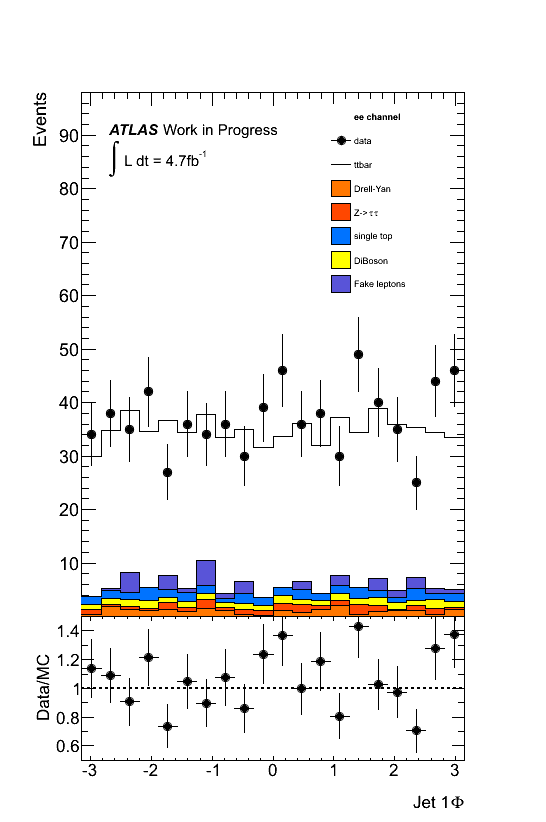 Events
ATLAS Work in Progress
∫ L dt = 4.7fb⁻¹
ee channel
data
ttbar
Drell-Yan
Z->ττ
single top
DiBoson
Fake leptons
90
80
70
60
50
40
30
20
10
Data/MC
1.4
1.2
1
0.8
0.6
-3 -2 -1 0 1 2 3
Jet 1Φ